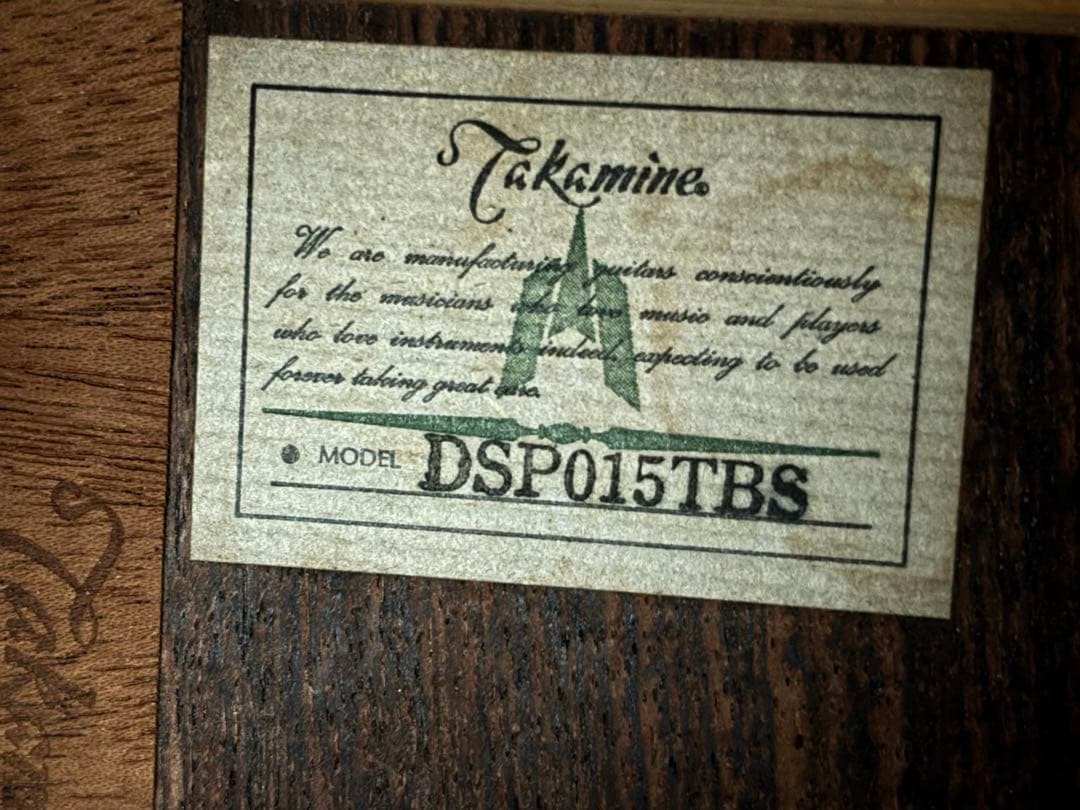 Takamine®
We are manufacturing guitars conscientiously
for the musicians who love music and players
who love instruments indeed, expecting to be used
forever taking great care.
MODEL DSP015TBS